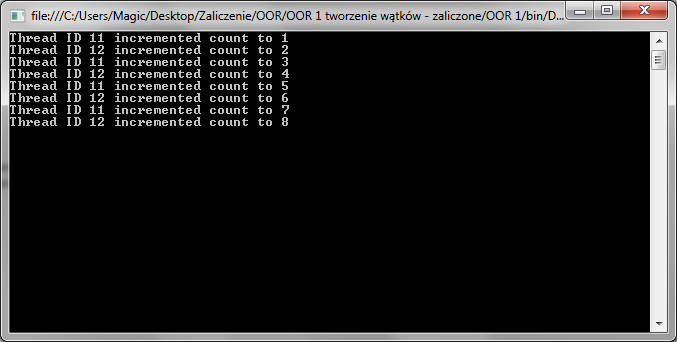 file:///C:/Users/Magic/Desktop/Zaliczenie/OOR/OOR 1 tworzenie wątków - zaliczone/OOR 1/bin/D...
Thread ID 11 incremented count to 1
Thread ID 12 incremented count to 2
Thread ID 11 incremented count to 3
Thread ID 12 incremented count to 4
Thread ID 11 incremented count to 5
Thread ID 12 incremented count to 6
Thread ID 11 incremented count to 7
Thread ID 12 incremented count to 8